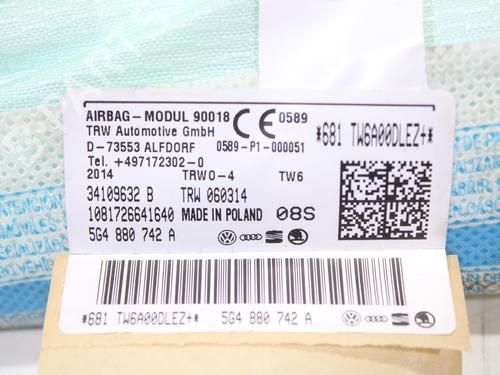 AIRBAG-MODUL 90018 CE 0589
TRW Automotive GmbH
D-73553 ALFDORF 0589-P1-000051
Tel. +497172302-0
2014 TRWO-4 TW6
34109632 B TRW 060314
1081726641640 MADE IN POLAND 08S
5G4 880 742 A
*681 TW6A00DLEZ+*
*681 TW6A00DLEZ+* 5G4 880 742 A